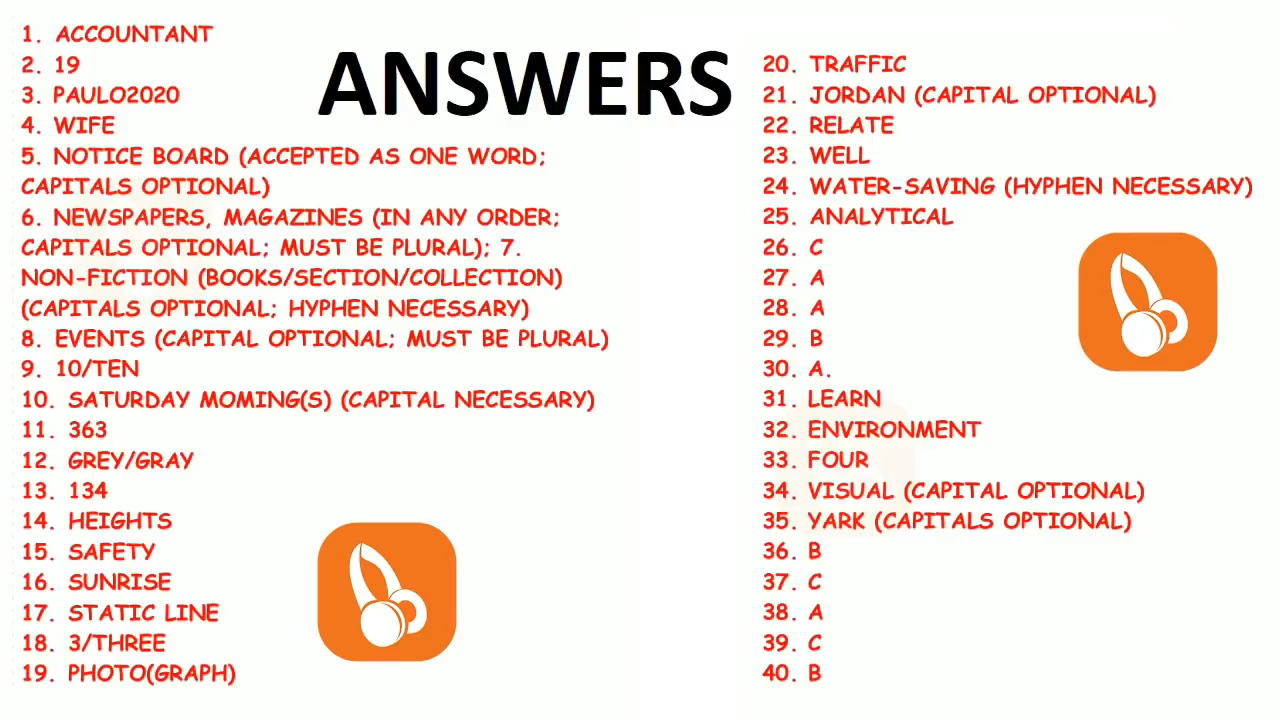 ANSWERS
1. ACCOUNTANT
2. 19
3. PAULO2020
4. WIFE
5. NOTICE BOARD (ACCEPTED AS ONE WORD;
CAPITALS OPTIONAL)
6. NEWSPAPERS, MAGAZINES (IN ANY ORDER;
CAPITALS OPTIONAL; MUST BE PLURAL); 7.
NON-FICTION (BOOKS/SECTION/COLLECTION)
(CAPITALS OPTIONAL; HYPHEN NECESSARY)
8. EVENTS (CAPITAL OPTIONAL; MUST BE PLURAL)
9. 10/TEN
10. SATURDAY MOMING(S) (CAPITAL NECESSARY)
11. 363
12. GREY/GRAY
13. 134
14. HEIGHTS
15. SAFETY
16. SUNRISE
17. STATIC LINE
18. 3/THREE
19. PHOTO(GRAPH)
20. TRAFFIC
21. JORDAN (CAPITAL OPTIONAL)
22. RELATE
23. WELL
24. WATER-SAVING (HYPHEN NECESSARY)
25. ANALYTICAL
26. C
27. A
28. A
29. B
30. A.
31. LEARN
32. ENVIRONMENT
33. FOUR
34. VISUAL (CAPITAL OPTIONAL)
35. YARK (CAPITALS OPTIONAL)
36. B
37. C
38. A
39. C
40. B